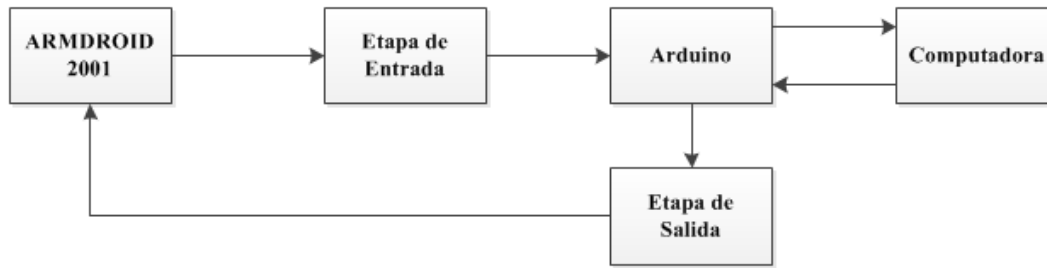 ARMDROID
2001
Etapa de
Entrada
Arduino
Computadora
Etapa de
Salida